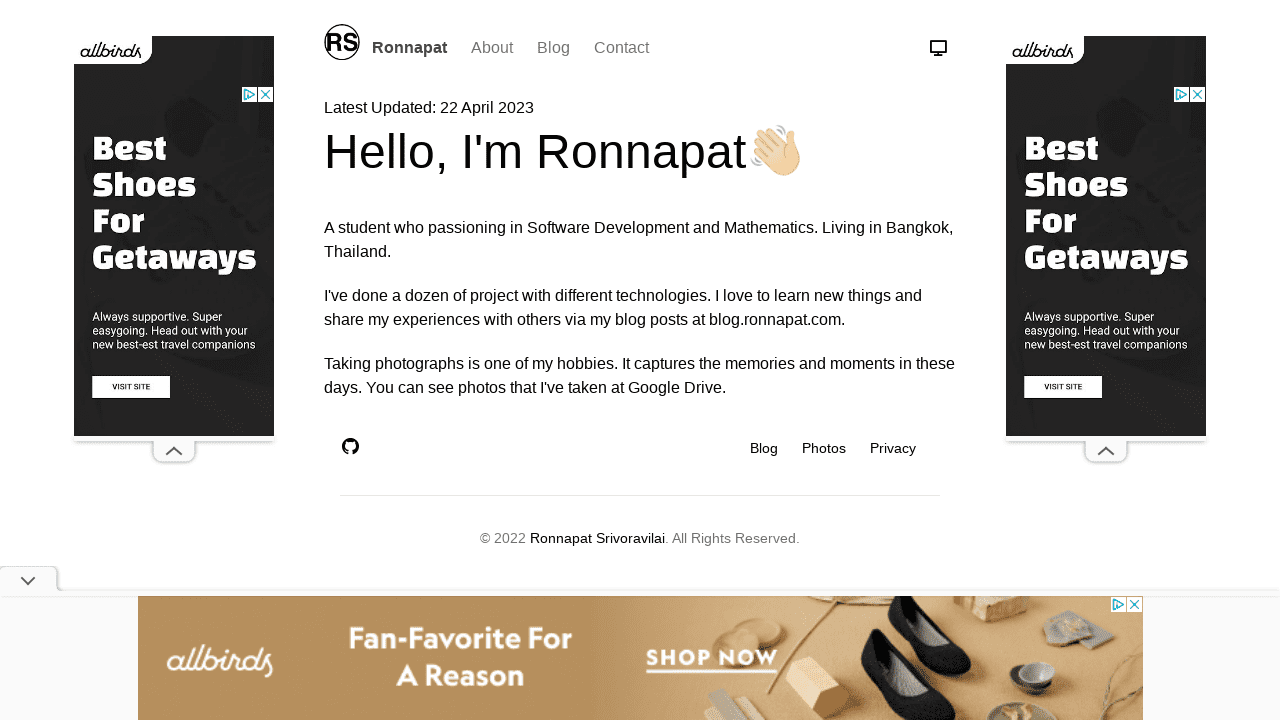 allbirds
Best
Shoes
For
Getaways
Always supportive. Super
easygoing. Head out with your
new best-est travel companions
VISIT SITE
RS
Ronnapat
About
Blog
Contact
Latest Updated: 22 April 2023
Hello, I'm Ronnapat
A student who passioning in Software Development and Mathematics. Living in Bangkok,
Thailand.
I've done a dozen of project with different technologies. I love to learn new things and
share my experiences with others via my blog posts at blog.ronnapat.com.
Taking photographs is one of my hobbies. It captures the memories and moments in these
days. You can see photos that I've taken at Google Drive.
Blog
Photos
Privacy
© 2022 Ronnapat Srivoravilai. All Rights Reserved.
allbirds
Best
Shoes
For
Getaways
Always supportive. Super
easygoing. Head out with your
new best-est travel companions
VISIT SITE
allbirds
Fan-Favorite For
A Reason
SHOP NOW